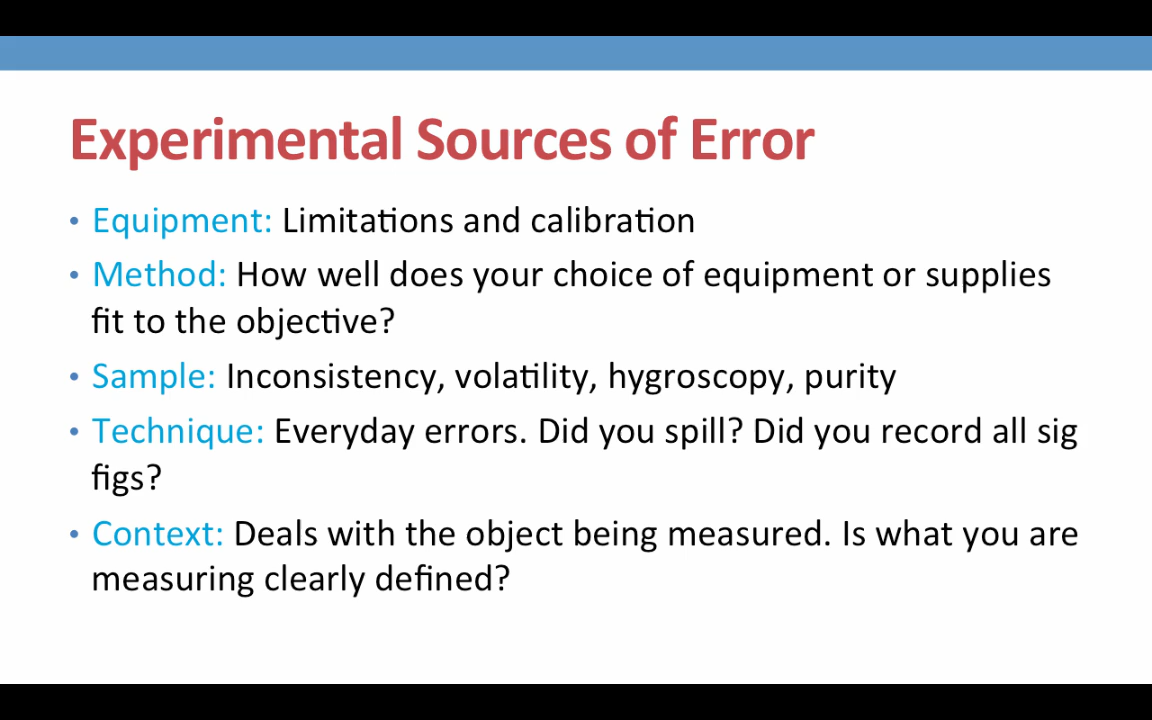 Experimental Sources of Error
• Equipment: Limitations and calibration
• Method: How well does your choice of equipment or supplies
fit to the objective?
• Sample: Inconsistency, volatility, hygroscopy, purity
• Technique: Everyday errors. Did you spill? Did you record all sig
figs?
• Context: Deals with the object being measured. Is what you are
measuring clearly defined?